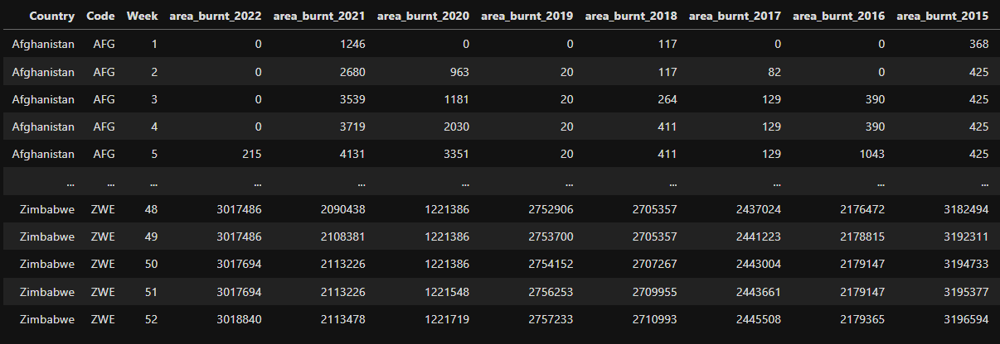 Country Code Week area_burnt_2022 area_burnt_2021 area_burnt_2020 area_burnt_2019 area_burnt_2018 area_burnt_2017 area_burnt_2016 area_burnt_2015
Afghanistan AFG 1 0 1246 0 0 117 0 0 368
Afghanistan AFG 2 0 2680 963 20 117 82 0 425
Afghanistan AFG 3 0 3539 1181 20 264 129 390 425
Afghanistan AFG 4 0 3719 2030 20 411 129 390 425
Afghanistan AFG 5 215 4131 3351 20 411 129 1043 425
... ... ... ... ... ... ... ... ... ... ...
Zimbabwe ZWE 48 3017486 2090438 1221386 2752906 2705357 2437024 2176472 3182494
Zimbabwe ZWE 49 3017486 2108381 1221386 2753700 2705357 2441223 2178815 3192311
Zimbabwe ZWE 50 3017694 2113226 1221386 2754152 2707267 2443004 2179147 3194733
Zimbabwe ZWE 51 3017694 2113226 1221548 2756253 2709955 2443661 2179147 3195377
Zimbabwe ZWE 52 3018840 2113478 1221719 2757233 2710993 2445508 2179365 3196594